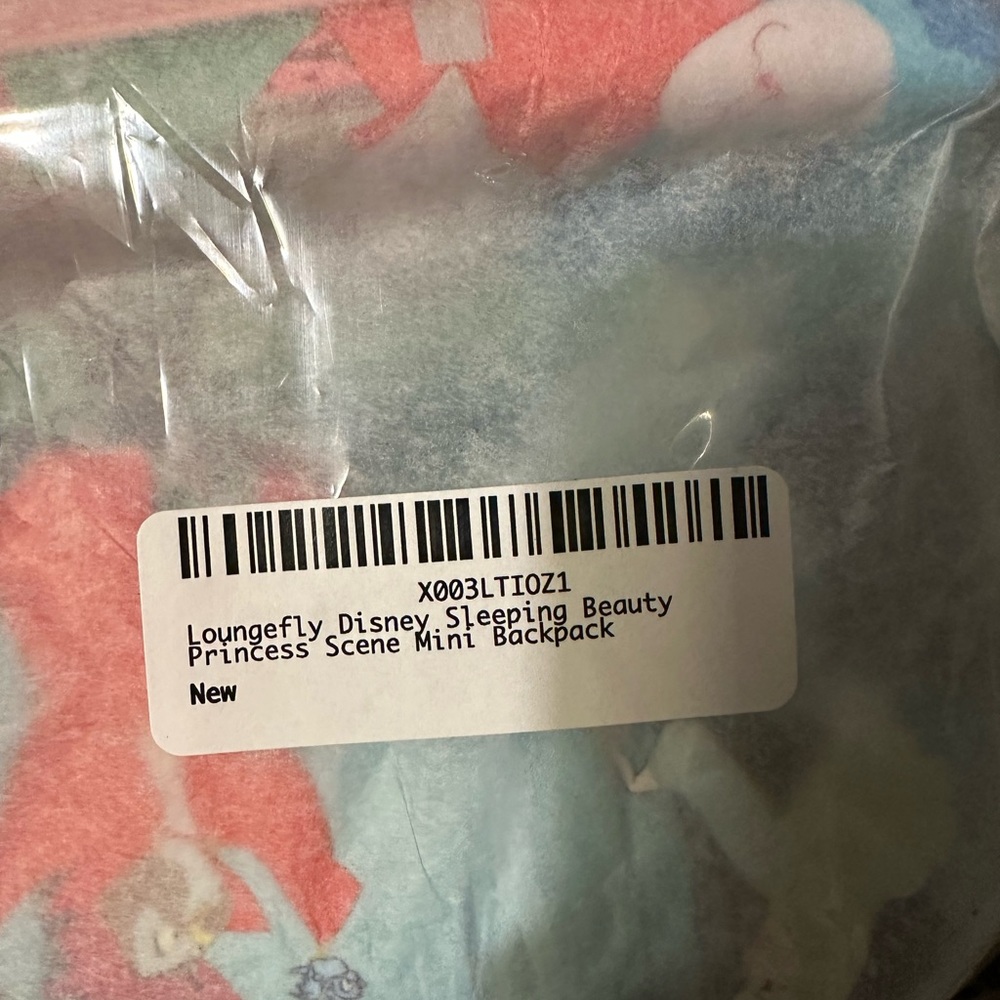 X003LTIOZ1
Loungefly Disney Sleeping Beauty
Princess Scene Mini Backpack
New